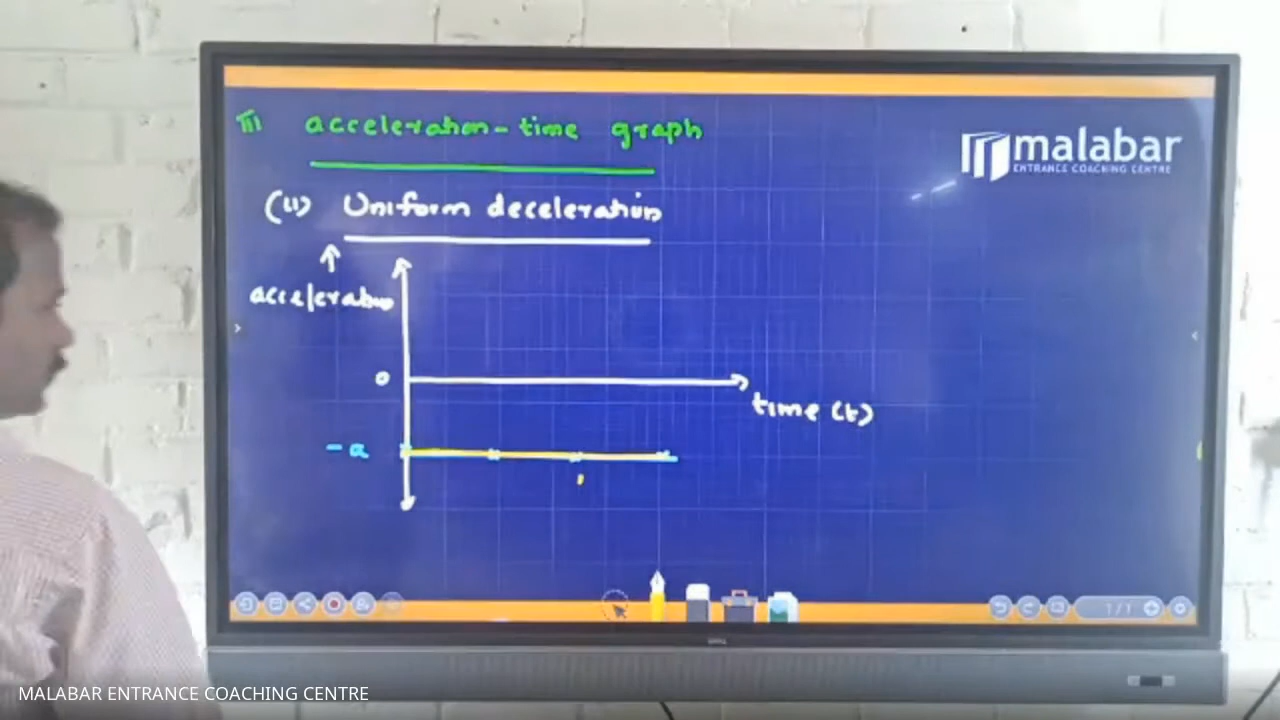 III acceleration-time graph
malabar
ENTRANCE COACHING CENTRE
(ii) Uniform deceleration
acceleration
0
time (t)
-a
1/1
MALABAR ENTRANCE COACHING CENTRE